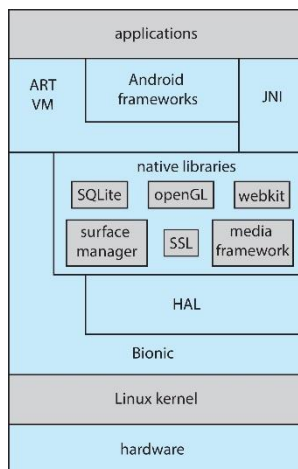 applications
ART
VM
Android
frameworks
JNI
native libraries
SQLite
openGL
webkit
surface
manager
SSL
media
framework
HAL
Bionic
Linux kernel
hardware